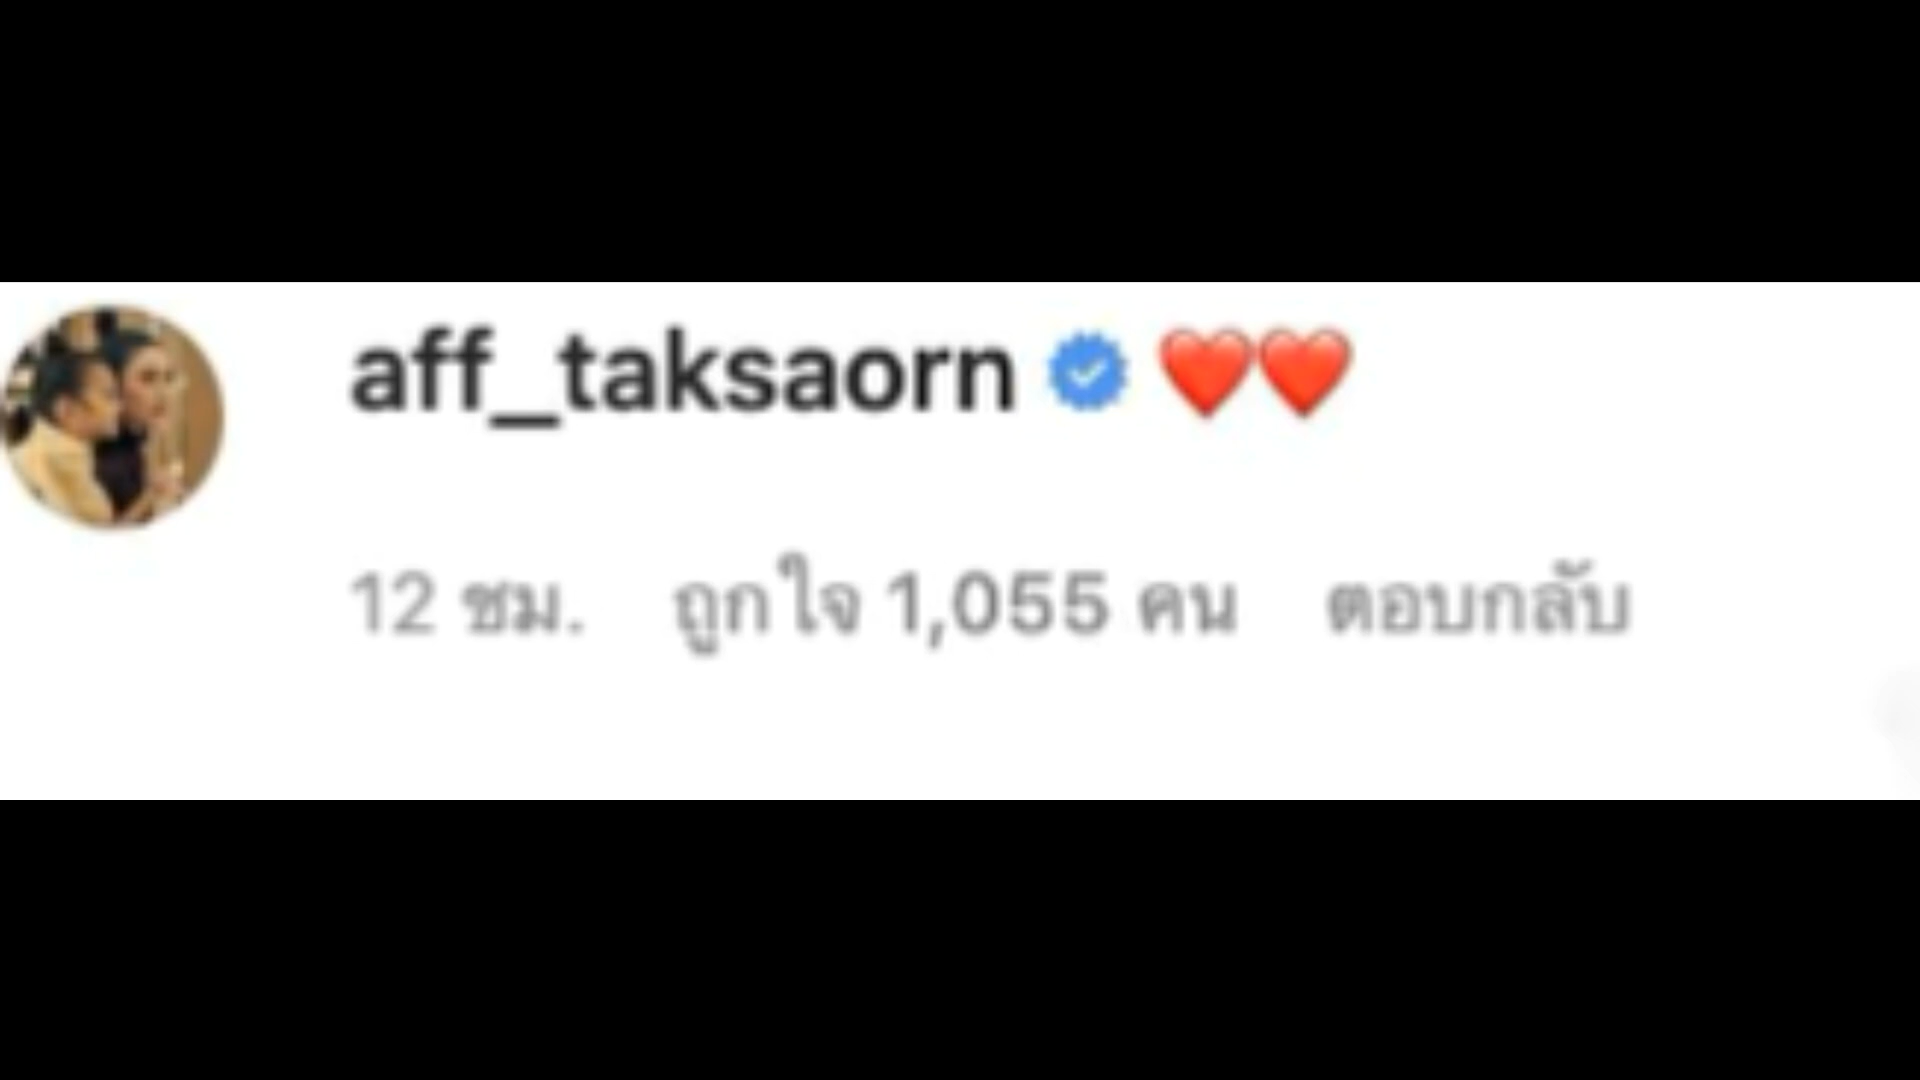 aff_taksaorn ❤️❤️
12 ชม. ถูกใจ 1,055 คน ตอบกลับ